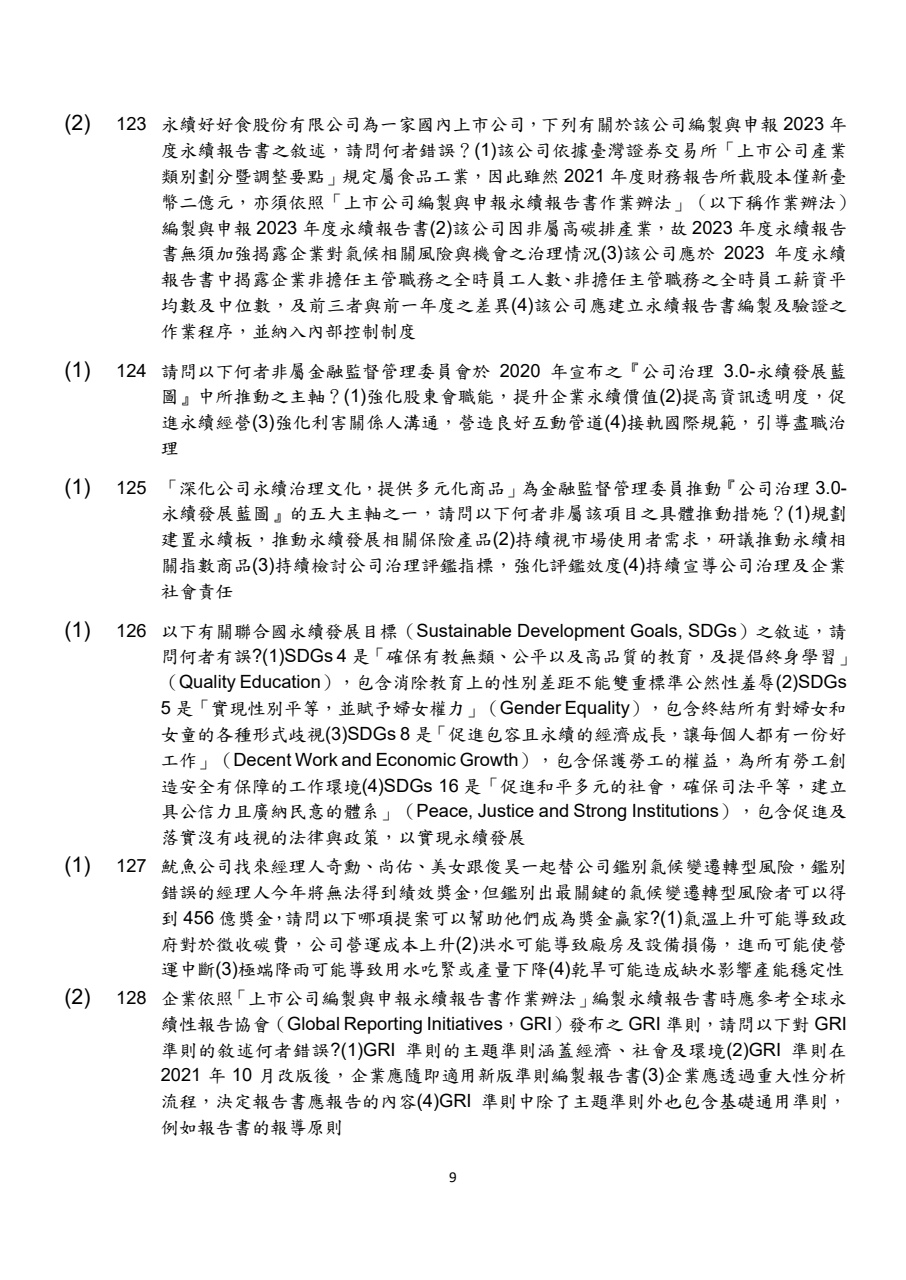 (2) 123 永續好好食股份有限公司為一家國內上市公司，下列有關於該公司編製與申報 2023 年
度永續報告書之敘述，請問何者錯誤？(1)該公司依據臺灣證券交易所「上市公司產業
類別劃分暨調整要點」規定屬食品工業，因此雖然 2021 年度財務報告所載股本僅新臺
幣二億元，亦須依照「上市公司編製與申報永續報告書作業辦法」（以下稱作業辦法）
編製與申報 2023 年度永續報告書(2)該公司因非屬高碳排產業，故 2023 年度永續報告
書無須加強揭露企業對氣候相關風險與機會之治理情況(3)該公司應於 2023 年度永續
報告書中揭露企業非擔任主管職務之全時員工人數、非擔任主管職務之全時員工薪資平
均數及中位數，及前三者與前一年度之差異(4)該公司應建立永續報告書編製及驗證之
作業程序，並納入內部控制制度
(1) 124 請問以下何者非屬金融監督管理委員會於 2020 年宣布之『公司治理 3.0-永續發展藍
圖』中所推動之主軸？(1)強化股東會職能，提升企業永續價值(2)提高資訊透明度，促
進永續經營(3)強化利害關係人溝通，營造良好互動管道(4)接軌國際規範，引導盡職治
理
(1) 125 「深化公司永續治理文化，提供多元化商品」為金融監督管理委員推動『公司治理 3.0-
永續發展藍圖』的五大主軸之一，請問以下何者非屬該項目之具體推動措施？(1)規劃
建置永續板，推動永續發展相關保險產品(2)持續視市場使用者需求，研議推動永續相
關指數商品(3)持續檢討公司治理評鑑指標，強化評鑑效度(4)持續宣導公司治理及企業
社會責任
(1) 126 以下有關聯合國永續發展目標（Sustainable Development Goals, SDGs）之敘述，請
問何者有誤?(1)SDGs 4 是「確保有教無類、公平以及高品質的教育，及提倡終身學習」
（Quality Education），包含消除教育上的性別差距不能雙重標準公然性羞辱(2)SDGs
5 是「實現性別平等，並賦予婦女權力」（Gender Equality），包含終結所有對婦女和
女童的各種形式歧視(3)SDGs 8 是「促進包容且永續的經濟成長，讓每個人都有一份好
工作」（Decent Work and Economic Growth），包含保護勞工的權益，為所有勞工創
造安全有保障的工作環境(4)SDGs 16 是「促進和平多元的社會，確保司法平等，建立
具公信力且廣納民意的體系」（Peace, Justice and Strong Institutions），包含促進及
落實沒有歧視的法律與政策，以實現永續發展
(1) 127 魷魚公司找來經理人奇勳、尚佑、美女跟俊昊一起替公司鑑別氣候變遷轉型風險，鑑別
錯誤的經理人今年將無法得到績效獎金，但鑑別出最關鍵的氣候變遷轉型風險者可以得
到 456 億獎金，請問以下哪項提案可以幫助他們成為獎金贏家?(1)氣溫上升可能導致政
府對於徵收碳費，公司營運成本上升(2)洪水可能導致廠房及設備損傷，進而可能使營
運中斷(3)極端降雨可能導致用水吃緊或產量下降(4)乾旱可能造成缺水影響產能穩定性
(2) 128 企業依照「上市公司編製與申報永續報告書作業辦法」編製永續報告書時應參考全球永
續性報告協會（Global Reporting Initiatives，GRI）發布之 GRI 準則，請問以下對 GRI
準則的敘述何者錯誤?(1)GRI 準則的主題準則涵蓋經濟、社會及環境(2)GRI 準則在
2021 年 10 月改版後，企業應隨即適用新版準則編製報告書(3)企業應透過重大性分析
流程，決定報告書應報告的內容(4)GRI 準則中除了主題準則外也包含基礎通用準則，
例如報告書的報導原則
9